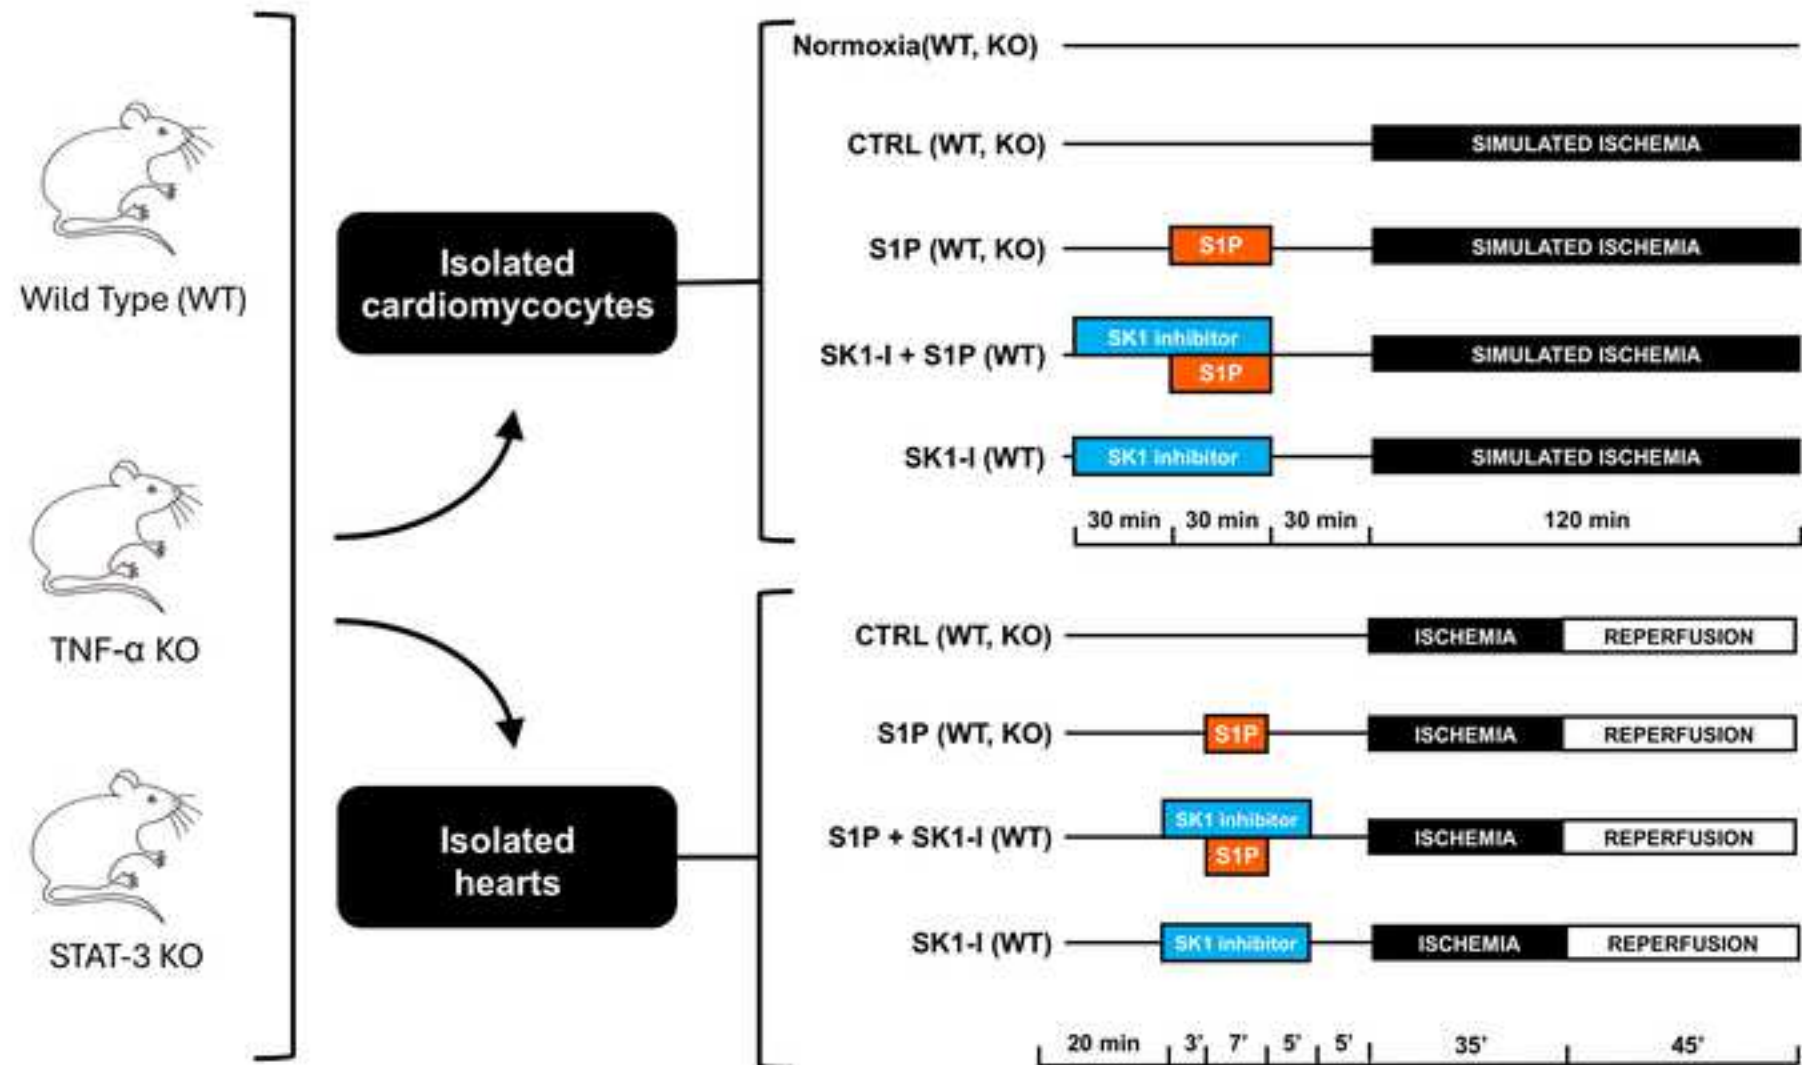 Wild Type (WT)
TNF-α KO
STAT-3 KO
Isolated
cardiomycocytes
Isolated
hearts
Normoxia(WT, KO)
CTRL (WT, KO)
SIMULATED ISCHEMIA
S1P (WT, KO)
S1P
SIMULATED ISCHEMIA
SK1-I + S1P (WT)
SK1 inhibitor
S1P
SIMULATED ISCHEMIA
SK1-I (WT)
SK1 inhibitor
SIMULATED ISCHEMIA
30 min 30 min 30 min 120 min
CTRL (WT, KO)
ISCHEMIA REPERFUSION
S1P (WT, KO)
S1P
ISCHEMIA REPERFUSION
S1P + SK1-I (WT)
SK1 inhibitor
S1P
ISCHEMIA REPERFUSION
SK1-I (WT)
SK1 inhibitor
ISCHEMIA REPERFUSION
20 min 3' 7' 5' 5' 35' 45'